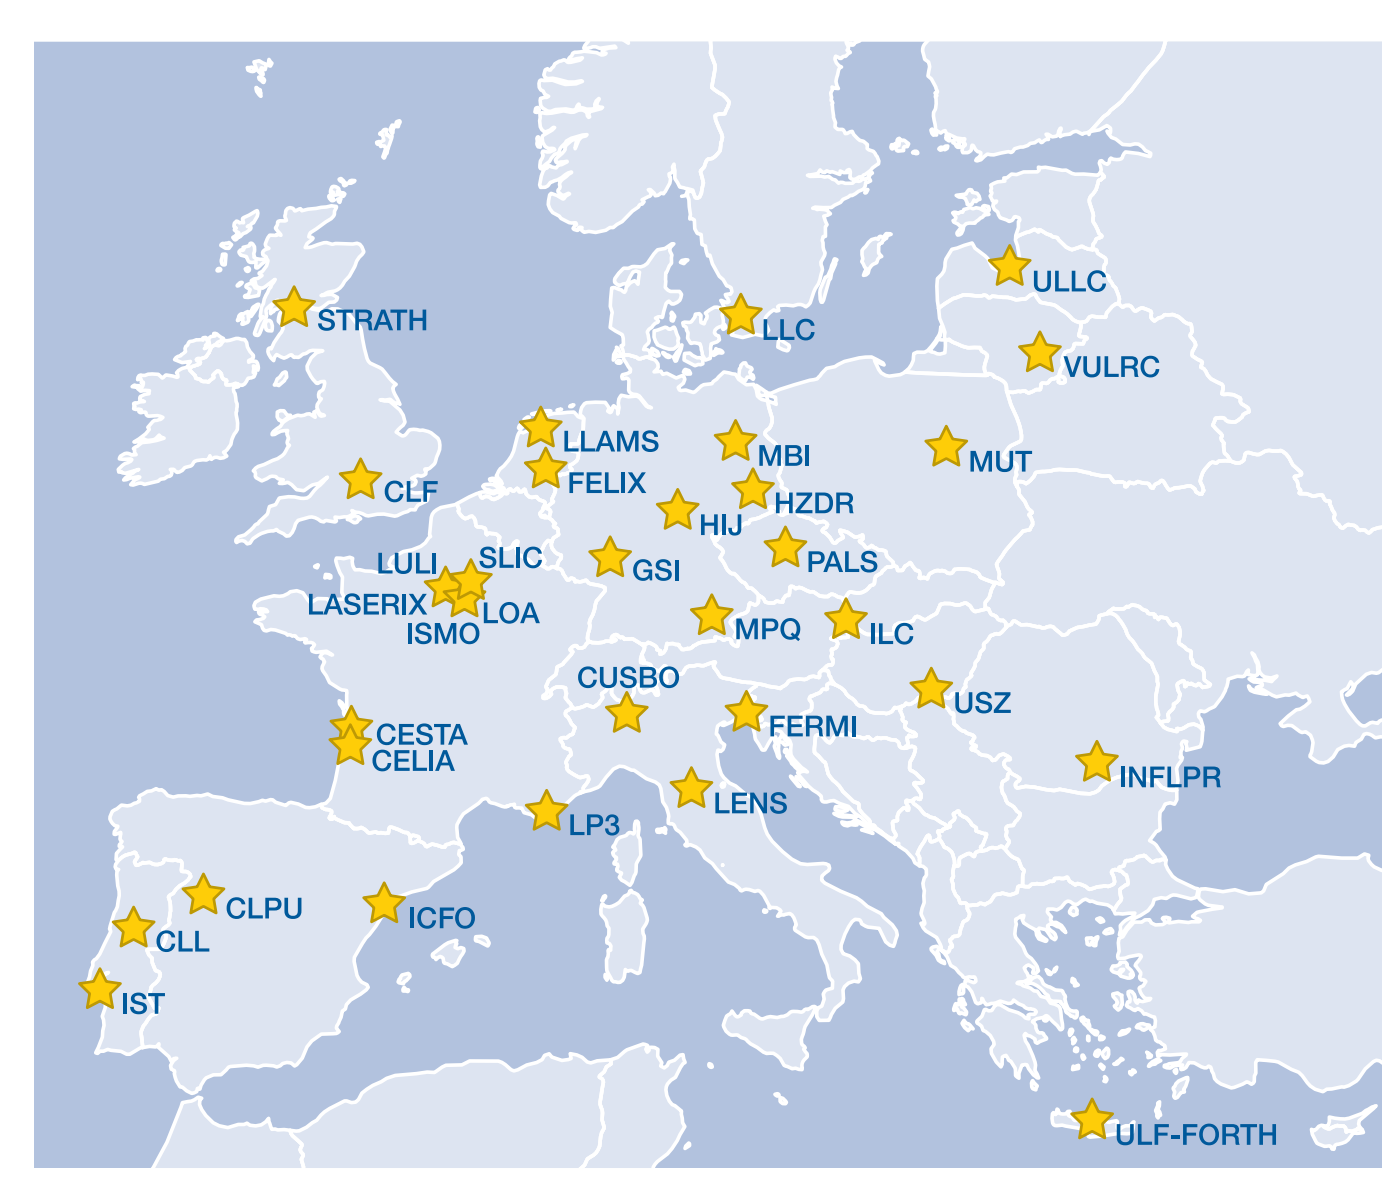 ULLC
STRATH
LLC
VULRC
LLAMS
MBI
MUT
FELIX
CLF
HZDR
HIJ
SLIC
LULI
PALS
GSI
LASERIX
LOA
ISMO
MPQ
ILC
CUSBO
USZ
FERMI
CESTA
CELIA
INFLPR
LENS
LP3
CLPU
ICFO
CLL
IST
ULF-FORTH